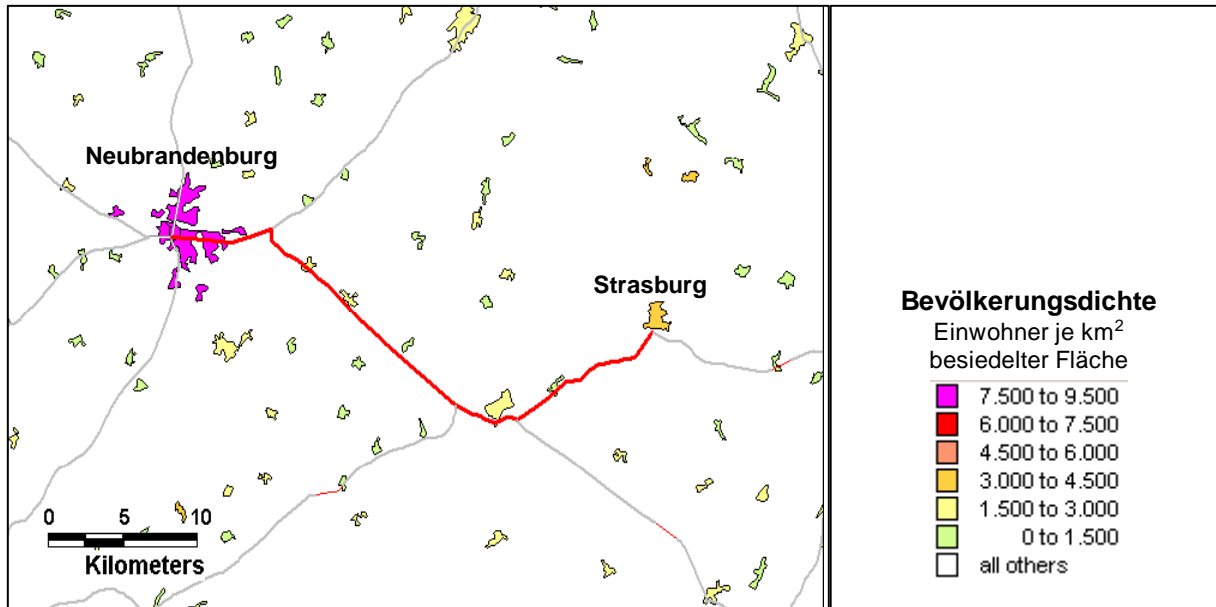 Neubrandenburg
Strasburg
0 5 10
Kilometers
Bevölkerungsdichte
Einwohner je km²
besiedelter Fläche
7.500 to 9.500
6.000 to 7.500
4.500 to 6.000
3.000 to 4.500
1.500 to 3.000
0 to 1.500
all others